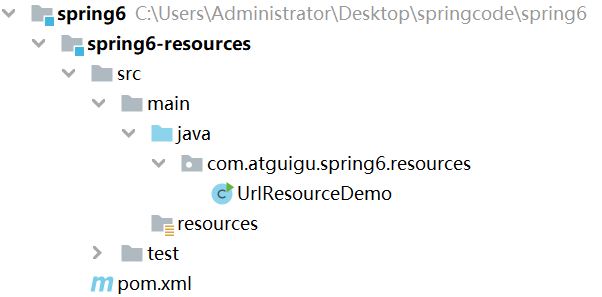 spring6 C:\Users\Administrator\Desktop\springcode\spring6
spring6-resources
src
main
java
com.atguigu.spring6.resources
UrlResourceDemo
resources
test
pom.xml